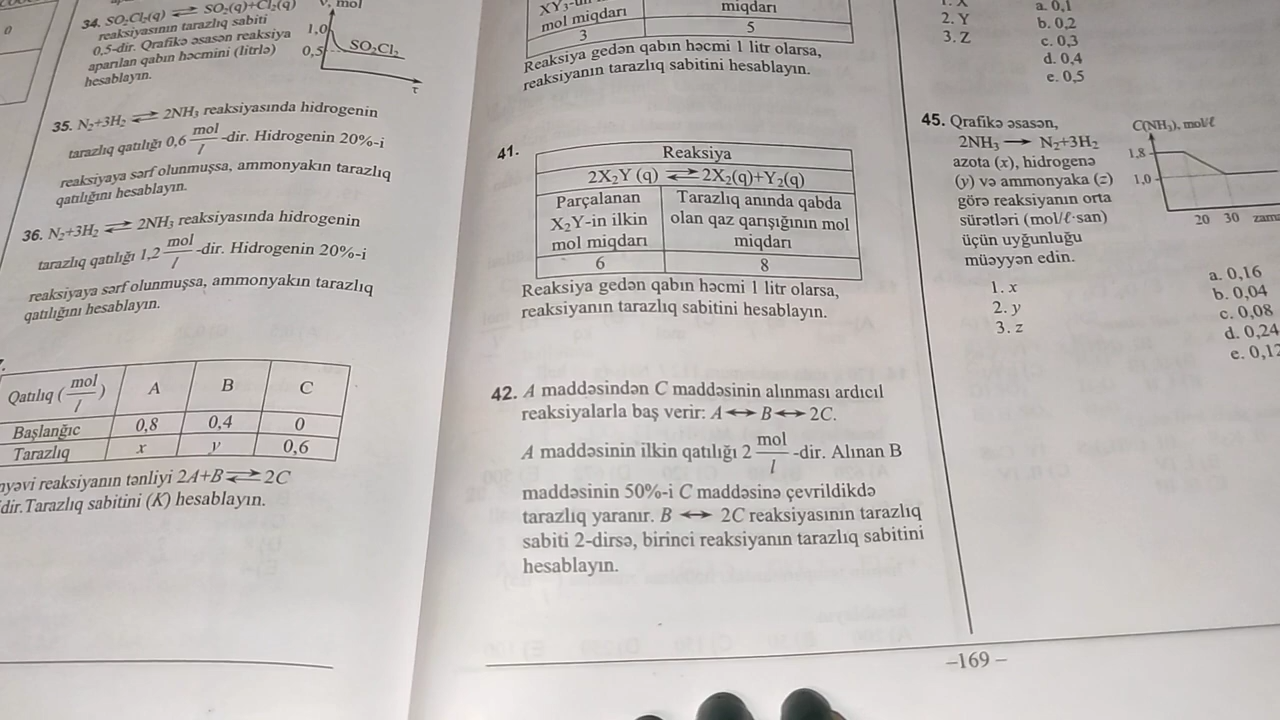 34. SO₂Cl₂(q) ⇄ SO₂(q)+Cl₂(q)
reaksiyasının tarazlıq sabiti
0,5-dir. Qrafikə əsasən reaksiya
aparılan qabın həcmini (litrlə)
hesablayın.
mol
1,0
0,5
SO₂Cl₂
τ
35. N₂+3H₂ ⇄ 2NH₃ reaksiyasında hidrogenin
tarazlıq qatılığı 0,6 mol/l -dir. Hidrogenin 20%-i
reaksiyaya sərf olunmuşsa, ammonyakın tarazlıq
qatılığını hesablayın.
36. N₂+3H₂ ⇄ 2NH₃ reaksiyasında hidrogenin
tarazlıq qatılığı 1,2 mol/l -dir. Hidrogenin 20%-i
reaksiyaya sərf olunmuşsa, ammonyakın tarazlıq
qatılığını hesablayın.
Qatılıq (mol/l) A B C
Başlanğıc 0,8 0,4 0
Tarazlıq x y 0,6
reaksiyanın tənliyi 2A+B ⇄ 2C
dir. Tarazlıq sabitini (K) hesablayın.
mol miqdarı miqdarı
3 5
Reaksiya gedən qabın həcmi 1 litr olarsa,
reaksiyanın tarazlıq sabitini hesablayın.
41.
Reaksiya
2X₂Y (q) ⇄ 2X₂(q)+Y₂(q)
Parçalanan Tarazlıq anında qabda
X₂Y-in ilkin olan qaz qarışığının mol
mol miqdarı miqdarı
6 8
Reaksiya gedən qabın həcmi 1 litr olarsa,
reaksiyanın tarazlıq sabitini hesablayın.
42. A maddəsindən C maddəsinin alınması ardıcıl
reaksiyalarla baş verir: A ↔ B ↔ 2C.
A maddəsinin ilkin qatılığı 2 mol/l -dir. Alınan B
maddəsinin 50%-i C maddəsinə çevrildikdə
tarazlıq yaranır. B ↔ 2C reaksiyasının tarazlıq
sabiti 2-dirsə, birinci reaksiyanın tarazlıq sabitini
hesablayın.
1. X a. 0,1
2. Y b. 0,2
3. Z c. 0,3
d. 0,4
e. 0,5
45. Qrafikə əsasən,
2NH₃ → N₂+3H₂
azota (x), hidrogenə
(y) və ammonyaka (z)
görə reaksiyanın orta
sürətləri (mol/ℓ·san)
üçün uyğunluğu
müəyyən edin.
C(NH₃), mol/ℓ
1,8
1,0
20 30
1. x a. 0,16
2. y b. 0,04
3. z c. 0,08
d. 0,24
e. 0,12
–169–